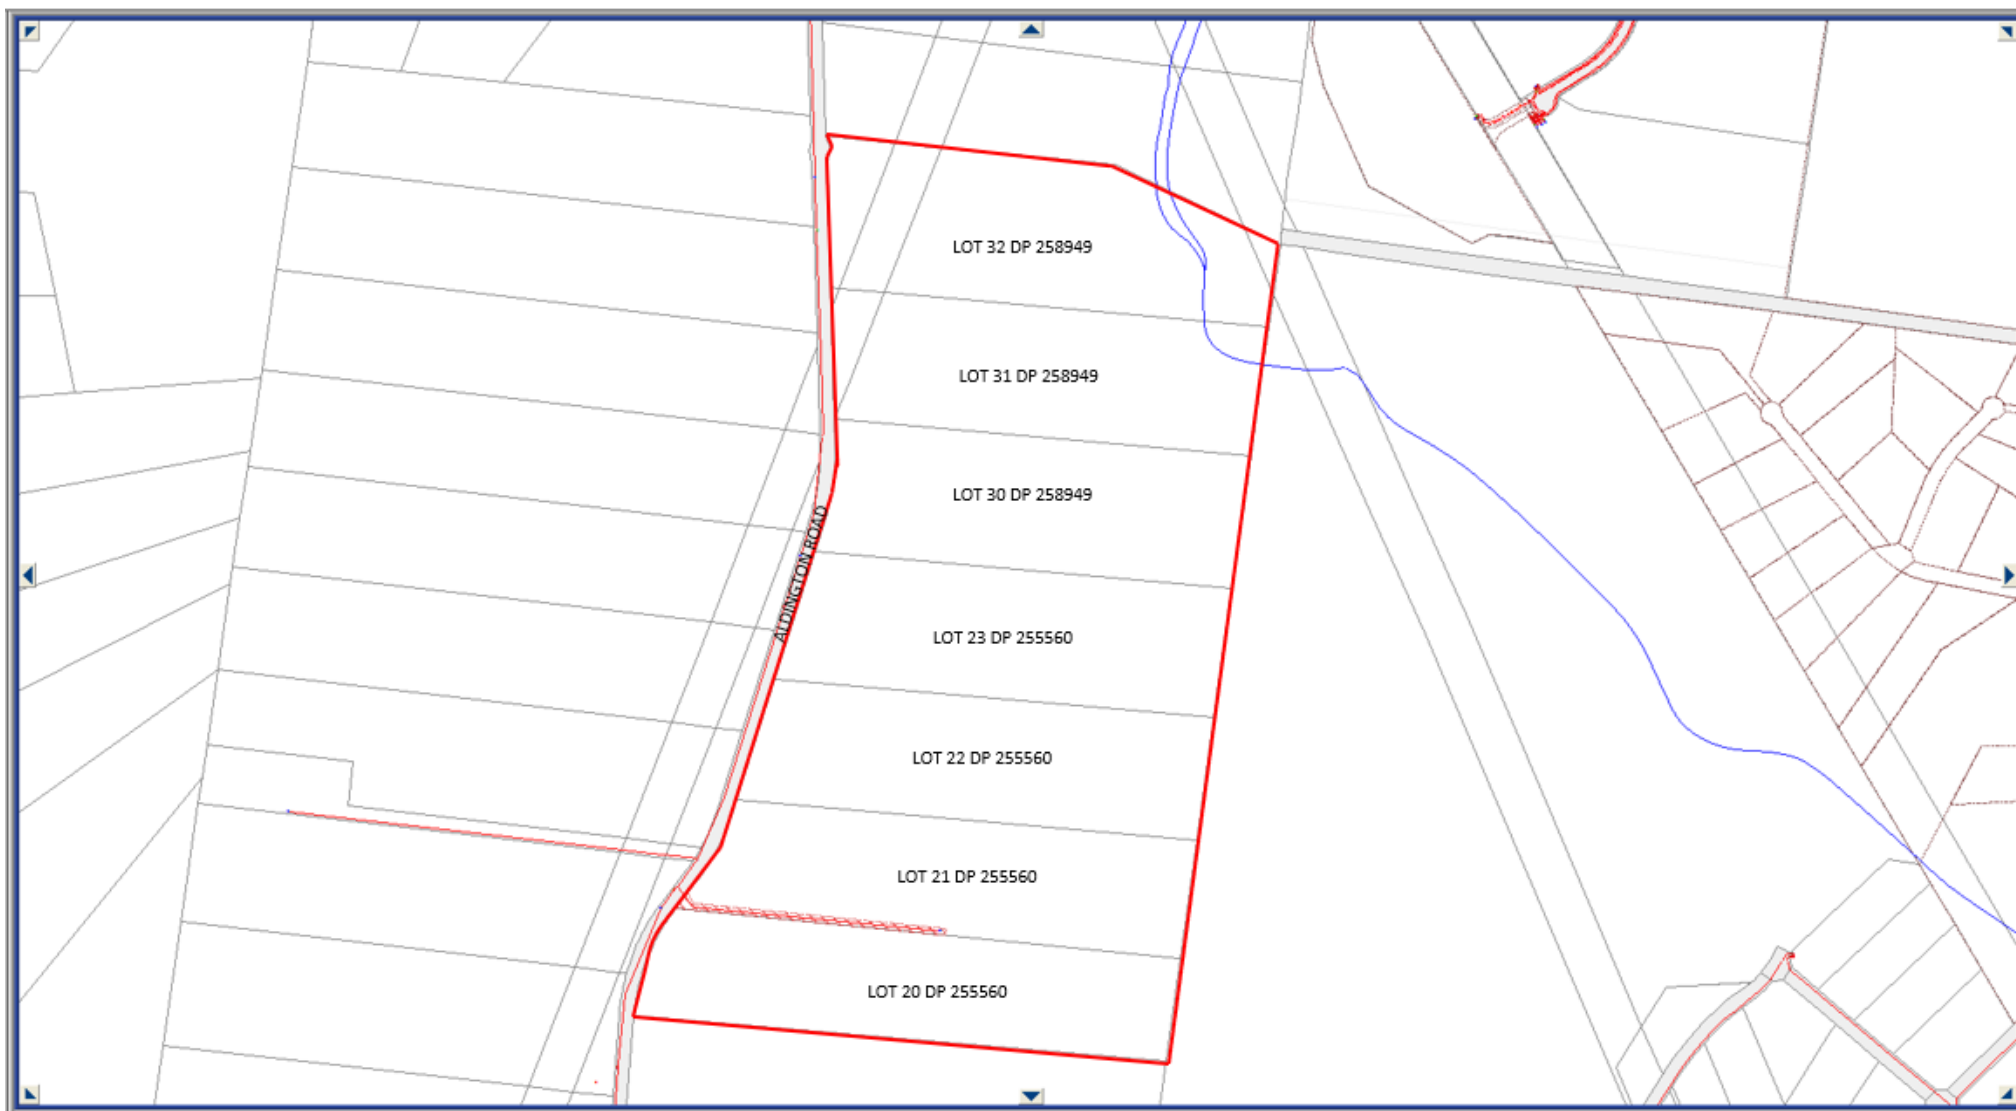 LOT 32 DP 258949
LOT 31 DP 258949
LOT 30 DP 258949
ALDINGTON ROAD
LOT 23 DP 255560
LOT 22 DP 255560
LOT 21 DP 255560
LOT 20 DP 255560